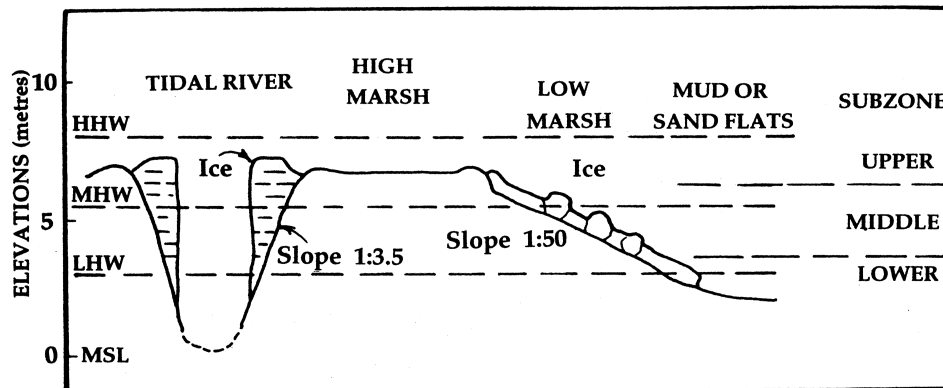 ELEVATIONS (metres)
10
5
0
HHW
MHW
LHW
MSL
TIDAL RIVER
HIGH
MARSH
LOW
MARSH
MUD OR
SAND FLATS
SUBZONE
Ice
Ice
UPPER
MIDDLE
LOWER
Slope 1:3.5
Slope 1:50